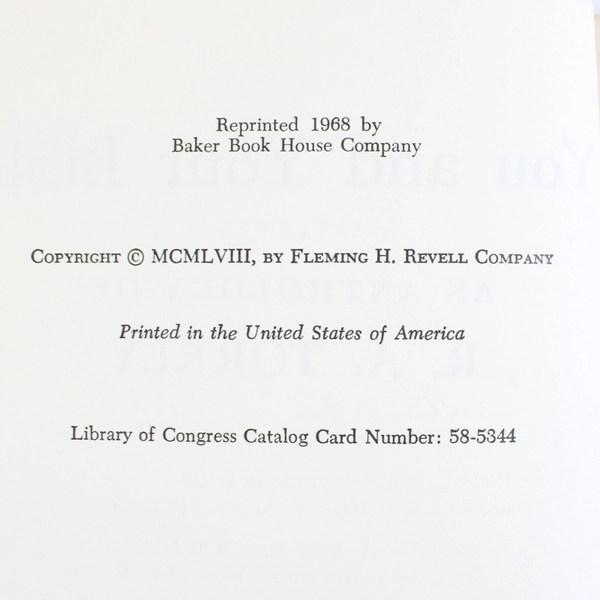 Reprinted 1968 by
Baker Book House Company
Copyright © MCMLVIII, by Fleming H. Revell Company
Printed in the United States of America
Library of Congress Catalog Card Number: 58-5344